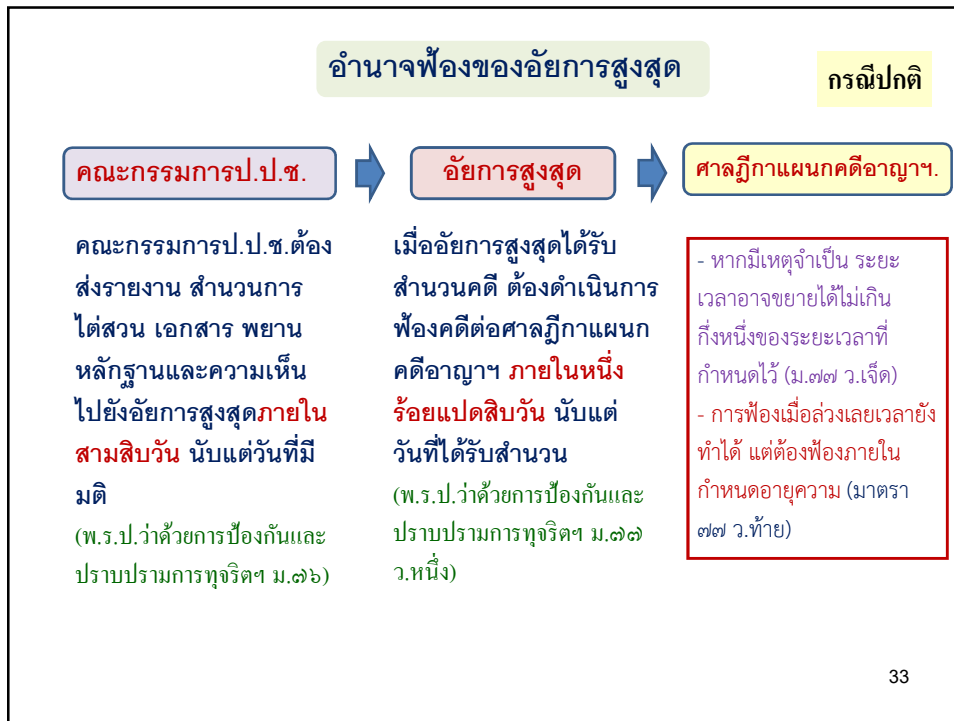 อำนาจฟ้องของอัยการสูงสุด
กรณีปกติ
คณะกรรมการป.ป.ช.
อัยการสูงสุด
ศาลฎีกาแผนกคดีอาญาฯ.
คณะกรรมการป.ป.ช.ต้อง
ส่งรายงาน สำนวนการ
ไต่สวน เอกสาร พยาน
หลักฐานและความเห็น
ไปยังอัยการสูงสุดภายใน
สามสิบวัน นับแต่วันที่มี
มติ
(พ.ร.ป.ว่าด้วยการป้องกันและ
ปราบปรามการทุจริตฯ ม.๗๖)
เมื่ออัยการสูงสุดได้รับ
สำนวนคดี ต้องดำเนินการ
ฟ้องคดีต่อศาลฎีกาแผนก
คดีอาญาฯ ภายในหนึ่ง
ร้อยแปดสิบวัน นับแต่
วันที่ได้รับสำนวน
(พ.ร.ป.ว่าด้วยการป้องกันและ
ปราบปรามการทุจริตฯ ม.๗๗
ว.หนึ่ง)
- หากมีเหตุจำเป็น ระยะ
เวลาอาจขยายได้ไม่เกิน
กึ่งหนึ่งของระยะเวลาที่
กำหนดไว้ (ม.๗๗ ว.เจ็ด)
- การฟ้องเมื่อล่วงเลยเวลายัง
ทำได้ แต่ต้องฟ้องภายใน
กำหนดอายุความ (มาตรา
๗๗ ว.ท้าย)
33